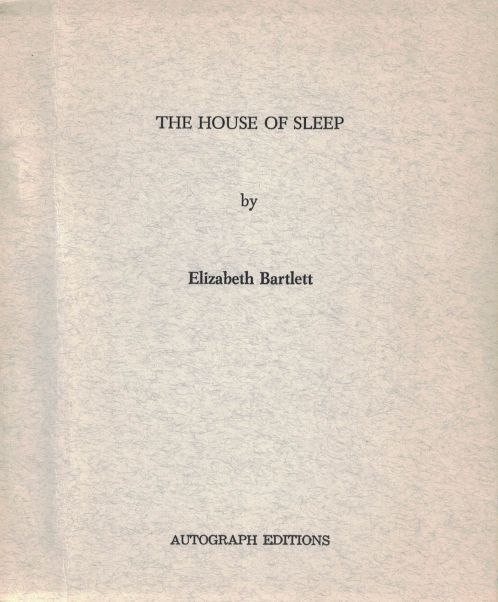 THE HOUSE OF SLEEP
by
Elizabeth Bartlett
AUTOGRAPH EDITIONS